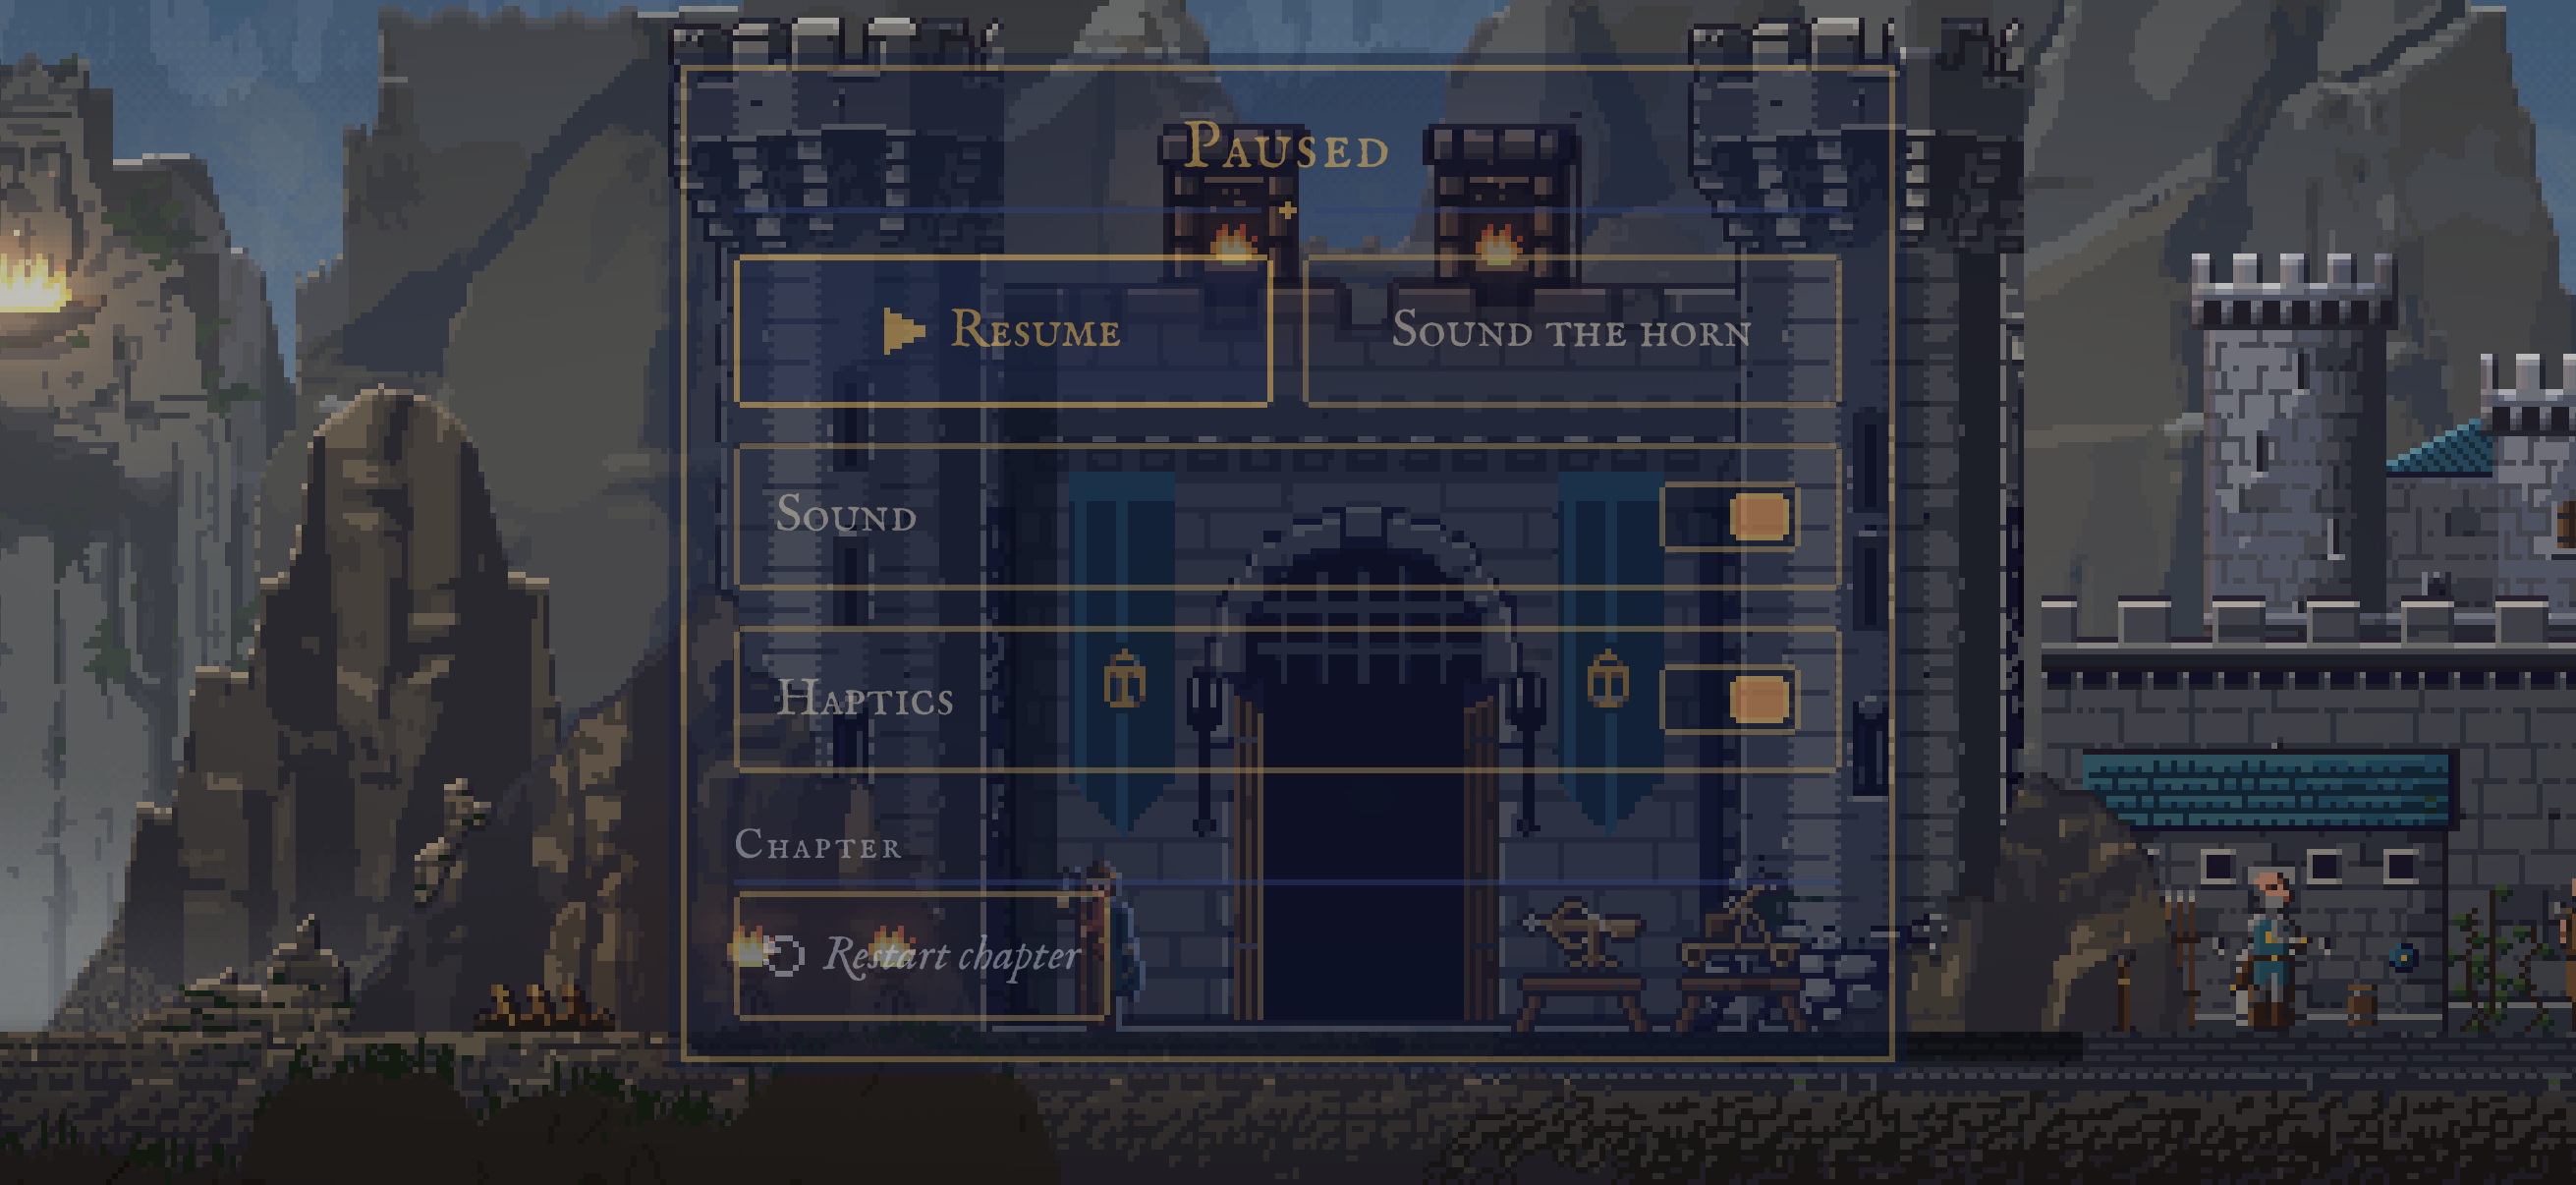 Paused
Resume
Sound the horn
Sound
Haptics
Chapter
Restart chapter